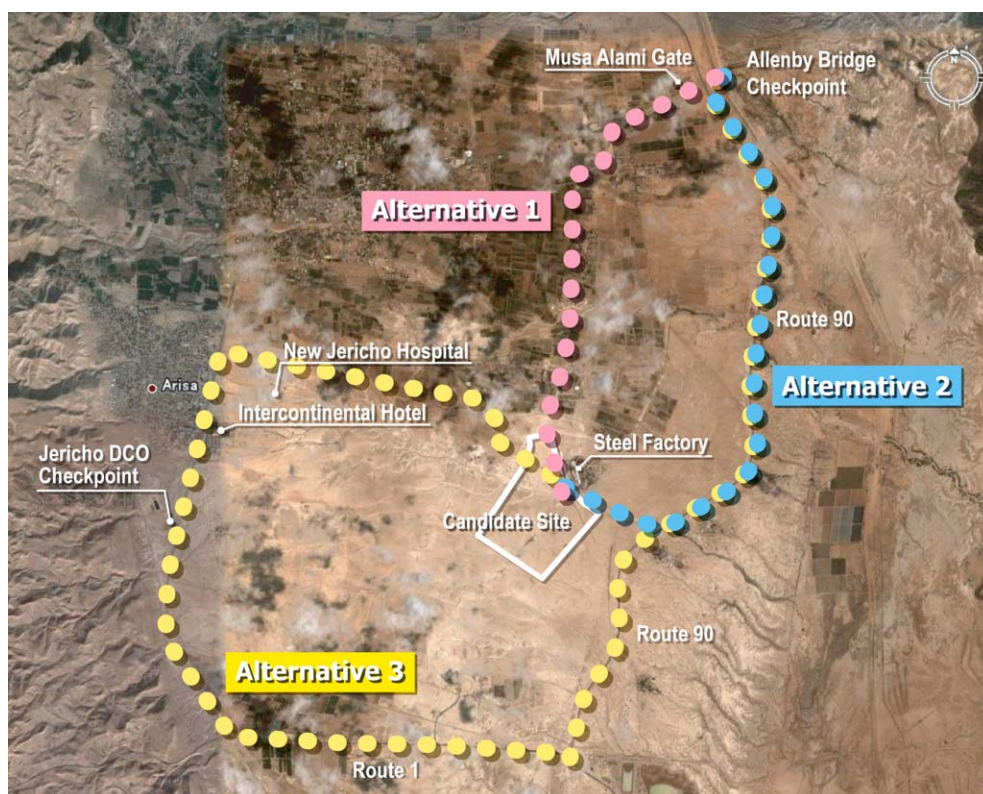 Musa Alami Gate
Allenby Bridge
Checkpoint
N
Alternative 1
Route 90
New Jericho Hospital
Arisa
Alternative 2
Intercontinental Hotel
Jericho DCO
Checkpoint
Steel Factory
Candidate Site
Route 90
Alternative 3
Route 1